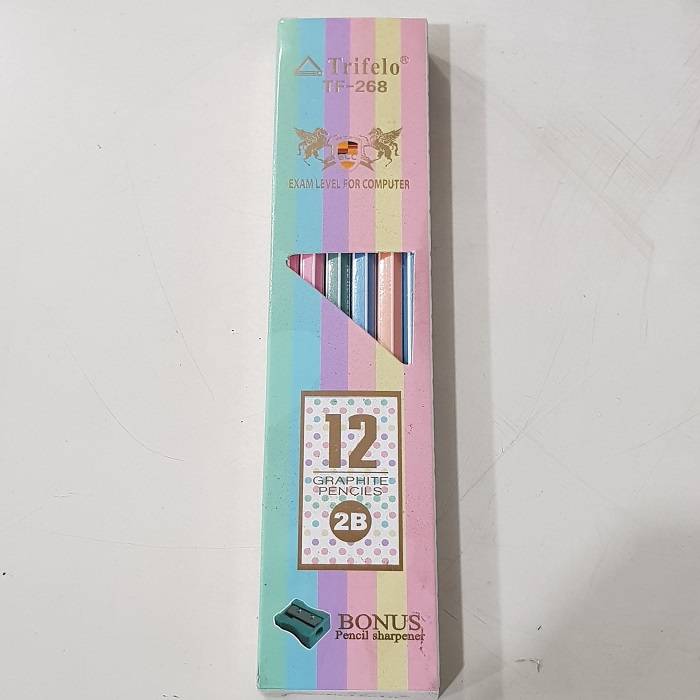 Trifelo®
TF-268
EXAM LEVEL FOR COMPUTER
12
GRAPHITE
PENCILS
2B
BONUS
Pencil sharpener